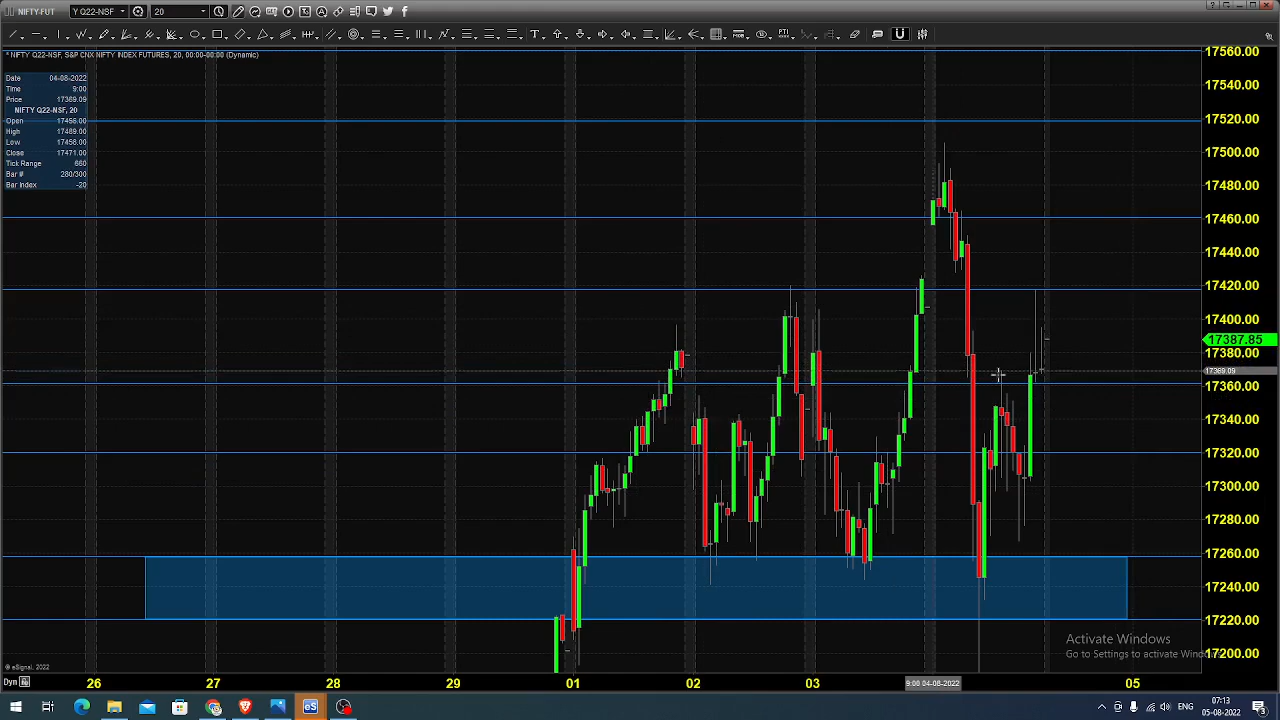 NIFTY-FUT
Y Q22-NSF
20
* NIFTY Q22-NSF, S&P CNX NIFTY INDEX FUTURES, 20, 00:00-00:00 (Dynamic)
Date 04-08-2022
Time 9:00
Price 17369.09
NIFTY Q22-NSF, 20
Open 17456.00
High 17489.00
Low 17456.00
Close 17471.00
Tick Range 660
Bar # 280/300
Bar Index -20
17560.00
17540.00
17520.00
17500.00
17480.00
17460.00
17440.00
17420.00
17400.00
17387.85
17380.00
17369.09
17360.00
17340.00
17320.00
17300.00
17280.00
17260.00
17240.00
17220.00
17200.00
Activate Windows
Go to Settings to activate Windows.
© eSignal, 2022
Dyn
26 27 28 29 01 02 03 9:00 04-08-2022 05
eS
07:13
05-08-2022